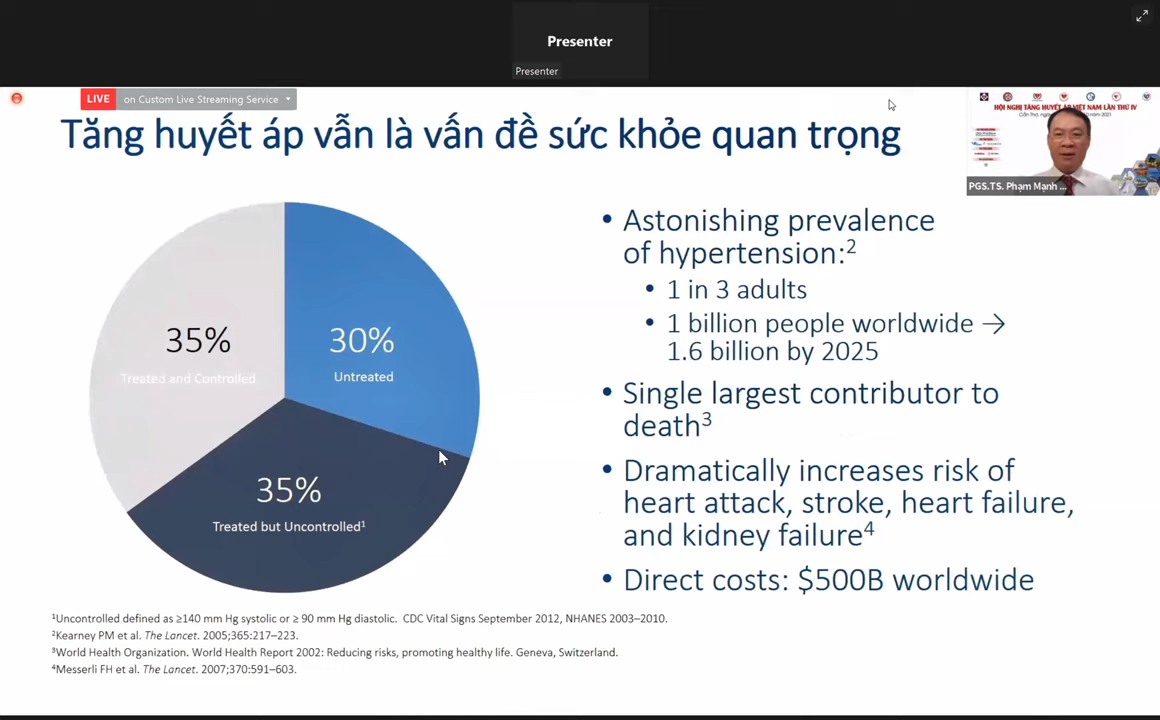 Presenter
Presenter
LIVE on Custom Live Streaming Service
HỘI NGHỊ TĂNG HUYẾT ÁP VIỆT NAM LẦN THỨ IV
PGS.TS. Phạm Mạnh ...
Tăng huyết áp vẫn là vấn đề sức khỏe quan trọng
35%
Treated and Controlled
30%
Untreated
35%
Treated but Uncontrolled¹
• Astonishing prevalence
of hypertension:²
• 1 in 3 adults
• 1 billion people worldwide →
1.6 billion by 2025
• Single largest contributor to
death³
• Dramatically increases risk of
heart attack, stroke, heart failure,
and kidney failure⁴
• Direct costs: $500B worldwide
¹Uncontrolled defined as ≥140 mm Hg systolic or ≥ 90 mm Hg diastolic. CDC Vital Signs September 2012, NHANES 2003–2010.
²Kearney PM et al. The Lancet. 2005;365:217–223.
³World Health Organization. World Health Report 2002: Reducing risks, promoting healthy life. Geneva, Switzerland.
⁴Messerli FH et al. The Lancet. 2007;370:591–603.